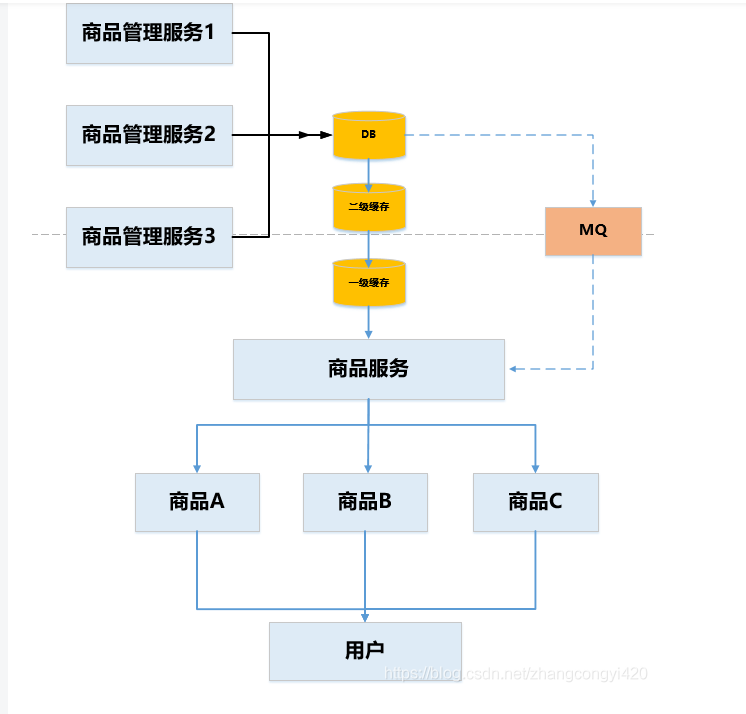 商品管理服务1
商品管理服务2
DB
二级缓存
商品管理服务3
MQ
一级缓存
商品服务
商品A
商品B
商品C
用户
https://blog.csdn.net/zhangcongyi420